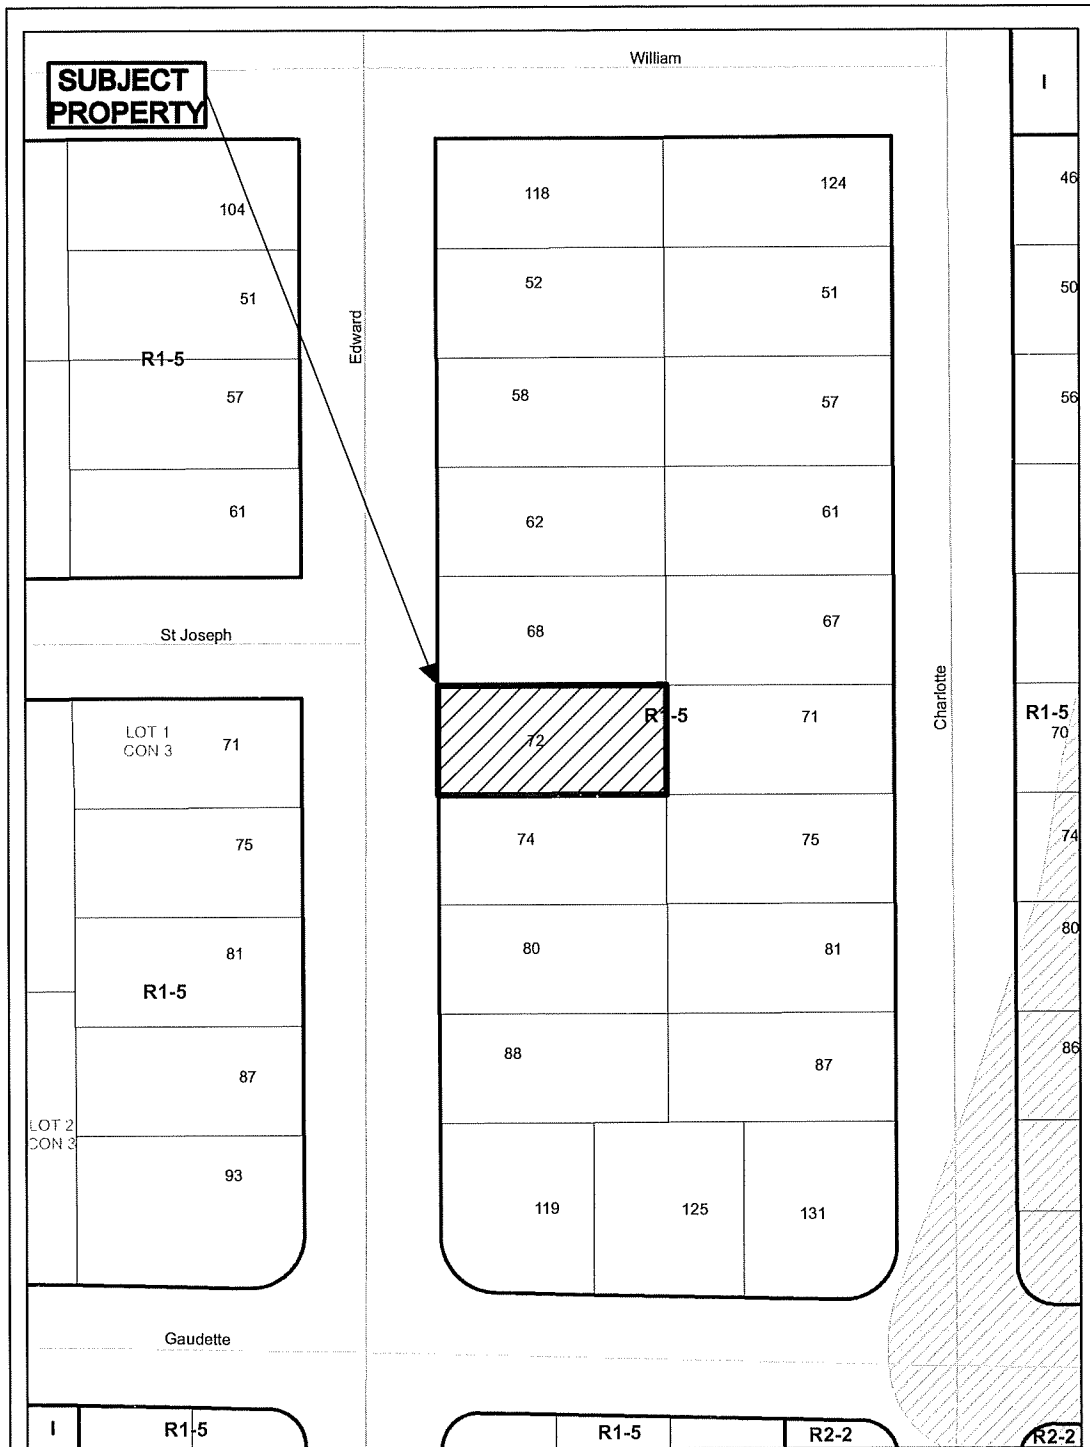 William
SUBJECT
PROPERTY
I
118
124
46
104
52
51
50
51
Edward
R1-5
58
57
56
57
62
61
61
68
67
St Joseph
Charlotte
R1-5
71
R1-5
70
LOT 1
CON 3
71
72
74
75
74
75
80
81
80
81
R1-5
88
87
86
87
LOT 2
CON 3
93
119
125
131
Gaudette
I
R1-5
R1-5
R2-2
R2-2